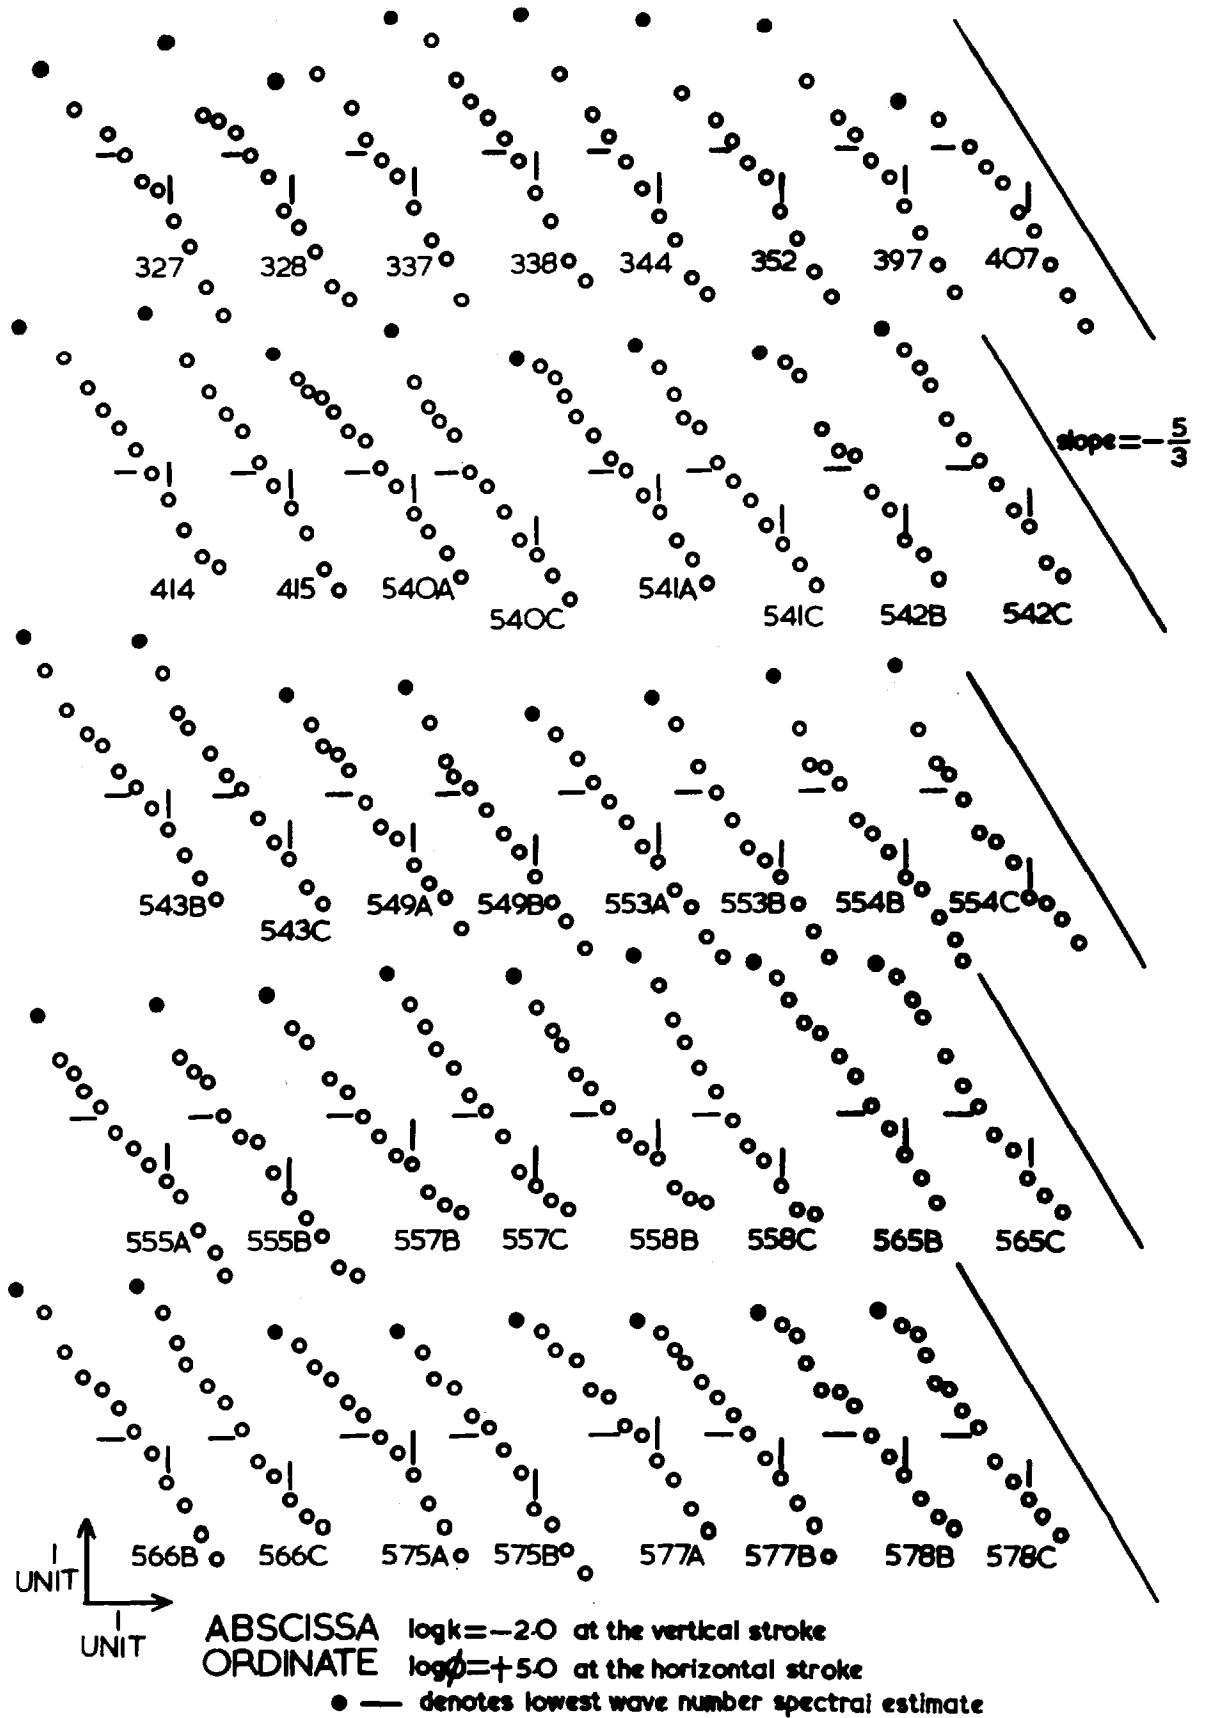 327 328 337 338 344 352 397 407
slope = - 5/3
414 415 540A 540C 541A 541C 542B 542C
543B 543C 549A 549B 553A 553B 554B 554C
555A 555B 557B 557C 558B 558C 565B 565C
566B 566C 575A 575B 577A 577B 578B 578C
1 UNIT
1 UNIT
ABSCISSA log k = -2.0 at the vertical stroke
ORDINATE log ϕ = +5.0 at the horizontal stroke
● — denotes lowest wave number spectral estimate